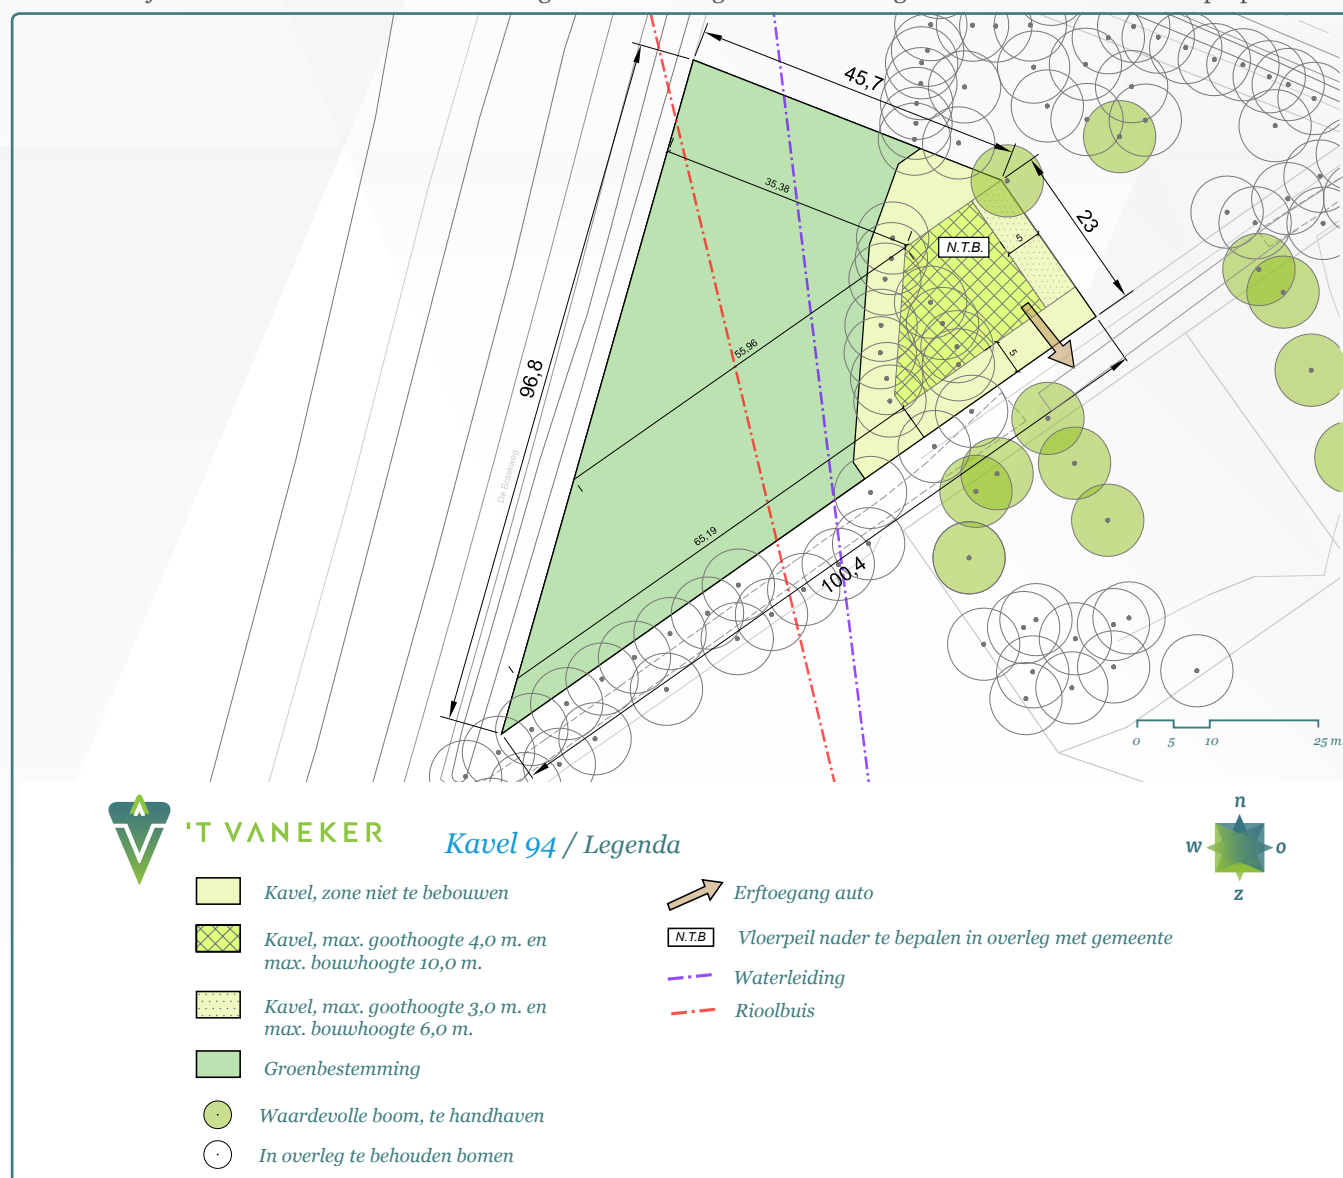 45,7
35,38
N.T.B.
5
23
96,8
55,96
5
De Braakweg
65,19
100,4
0 5 10 25 m.
'T VANEKER
Kavel 94 / Legenda
n
w o
z
Kavel, zone niet te bebouwen
Kavel, max. goothoogte 4,0 m. en
max. bouwhoogte 10,0 m.
Kavel, max. goothoogte 3,0 m. en
max. bouwhoogte 6,0 m.
Groenbestemming
Waardevolle boom, te handhaven
In overleg te behouden bomen
Erftoegang auto
N.T.B Vloerpeil nader te bepalen in overleg met gemeente
Waterleiding
Rioolbuis